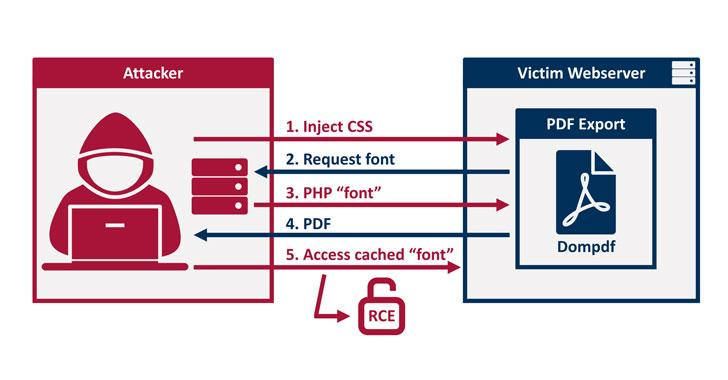 Attacker
Victim Webserver
1. Inject CSS
PDF Export
2. Request font
3. PHP “font”
4. PDF
Dompdf
5. Access cached “font”
RCE